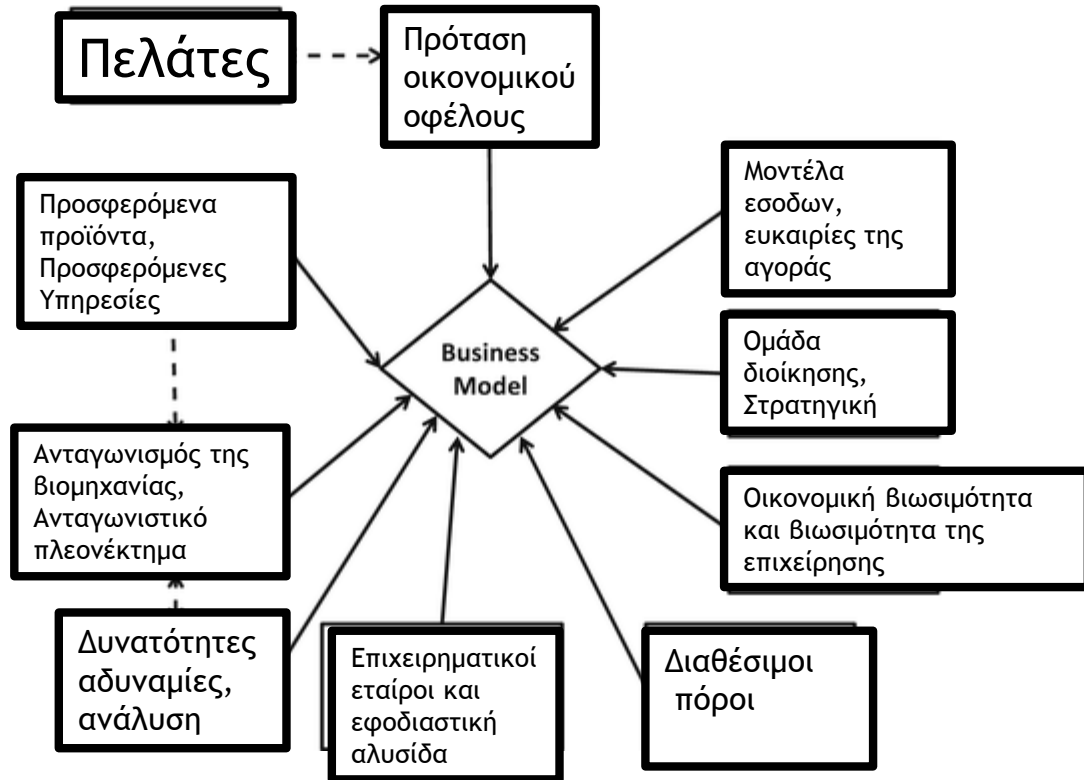 Πελάτες
Πρόταση
οικονομικού
οφέλους
Προσφερόμενα
προϊόντα,
Προσφερόμενες
Υπηρεσίες
Μοντέλα
εσοδων,
ευκαιρίες της
αγοράς
Business
Model
Ομάδα
διοίκησης,
Στρατηγική
Ανταγωνισμός της
βιομηχανίας,
Ανταγωνιστικό
πλεονέκτημα
Οικονομική βιωσιμότητα
και βιωσιμότητα της
επιχείρησης
Δυνατότητες
αδυναμίες,
ανάλυση
Επιχειρηματικοί
εταίροι και
εφοδιαστική
αλυσίδα
Διαθέσιμοι
πόροι